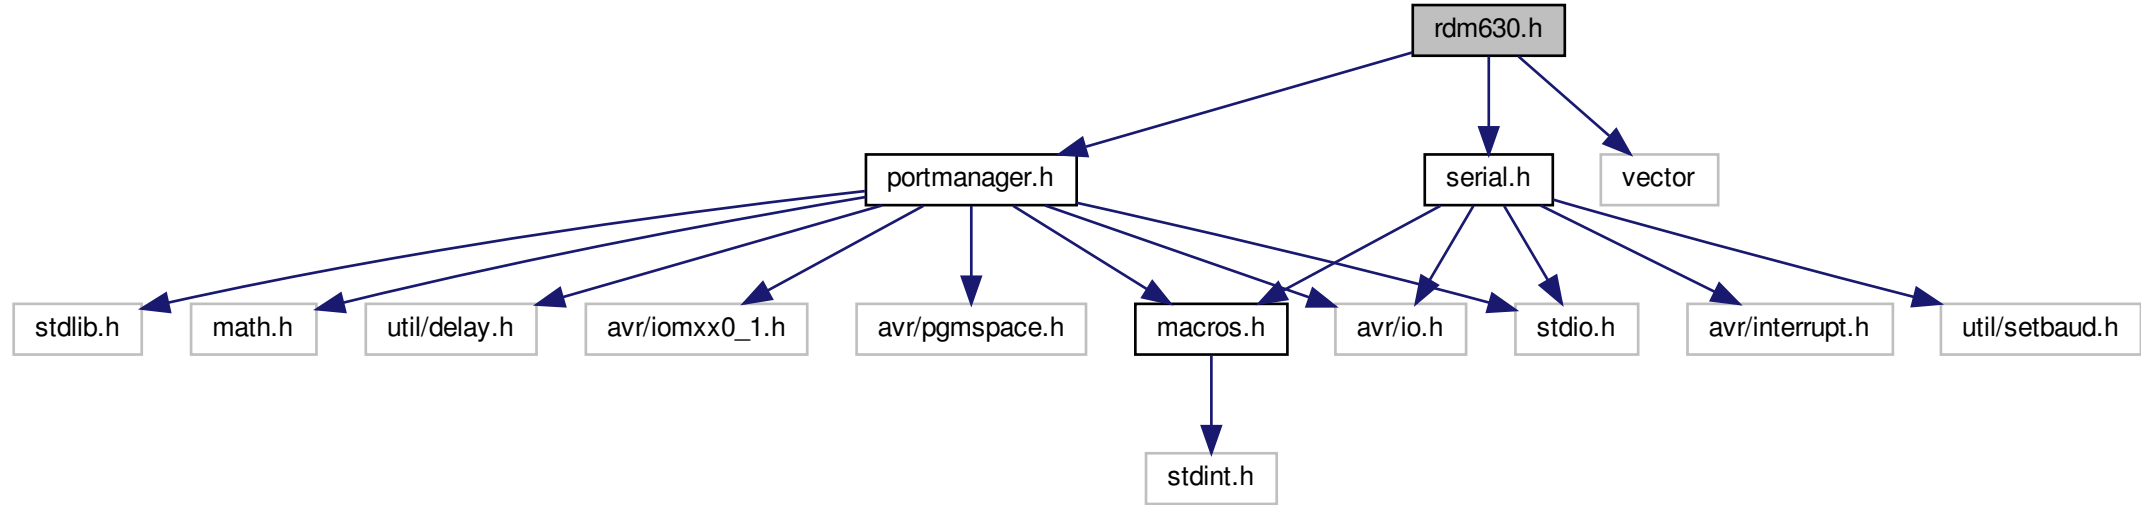 rdm630.h
portmanager.h
serial.h
vector
stdlib.h
math.h
util/delay.h
avr/iomxx0_1.h
avr/pgmspace.h
macros.h
avr/io.h
stdio.h
avr/interrupt.h
util/setbaud.h
stdint.h